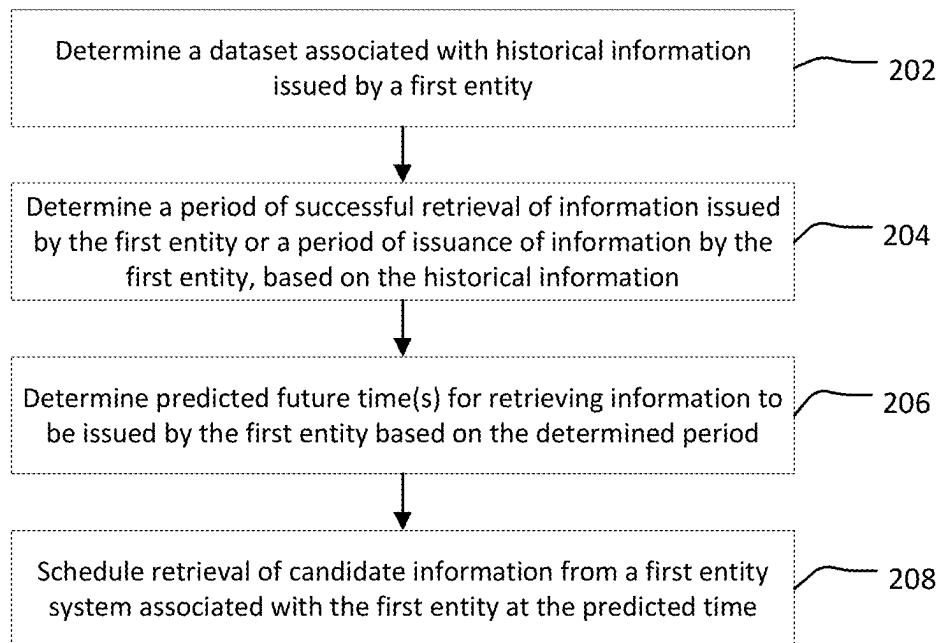 Determine a dataset associated with historical information
issued by a first entity
202
Determine a period of successful retrieval of information issued
by the first entity or a period of issuance of information by the
first entity, based on the historical information
204
Determine predicted future time(s) for retrieving information to
be issued by the first entity based on the determined period
206
Schedule retrieval of candidate information from a first entity
system associated with the first entity at the predicted time
208